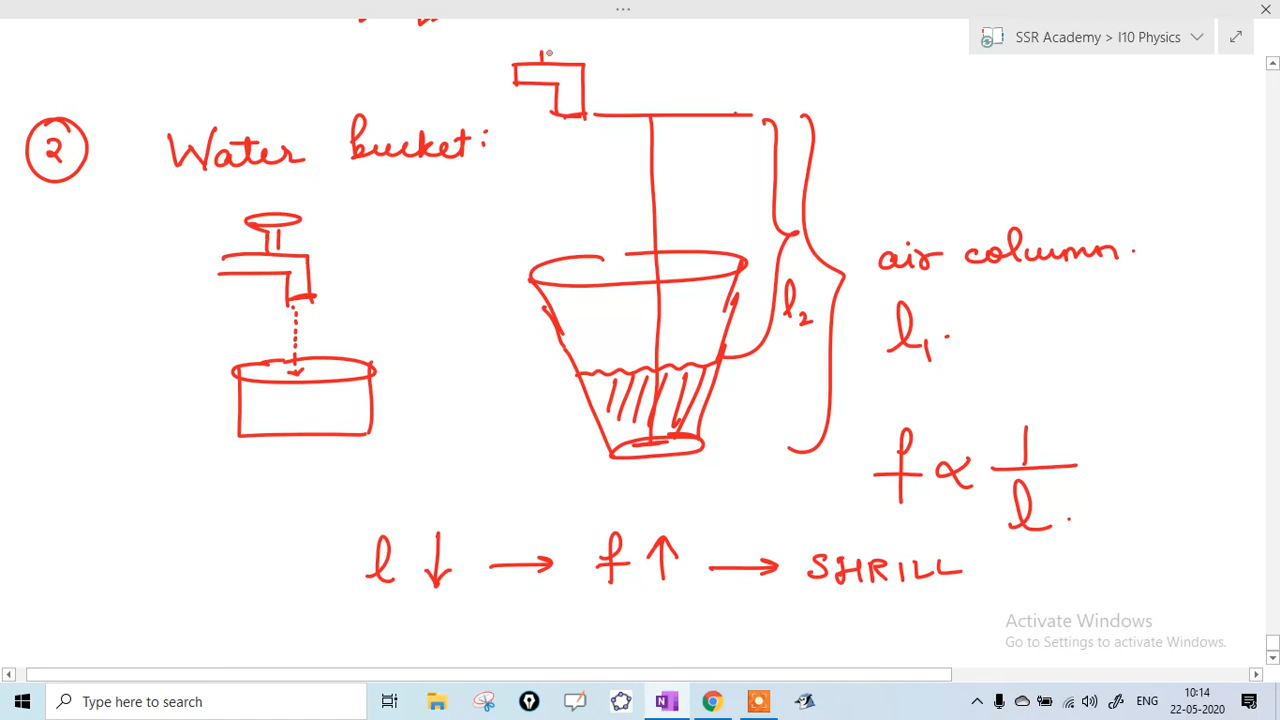 SSR Academy > I10 Physics
2
Water bucket:
air column.
l₂
l₁.
f ∝ 1/l.
l ↓ → f ↑ → SHRILL
Activate Windows
Go to Settings to activate Windows.
Type here to search
N
ENG
10:14
22-05-2020